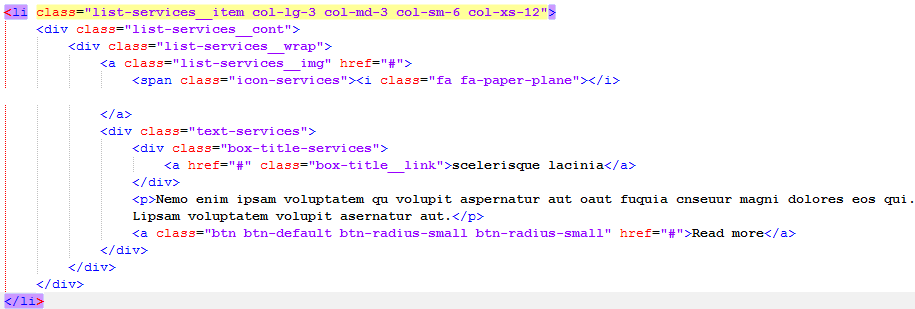 <li class="list-services__item col-lg-3 col-md-3 col-sm-6 col-xs-12">
<div class="list-services__cont">
<div class="list-services__wrap">
<a class="list-services__img" href="#">
<span class="icon-services"><i class="fa fa-paper-plane"></i>
</a>
<div class="text-services">
<div class="box-title-services">
<a href="#" class="box-title__link">scelerisque lacinia</a>
</div>
<p>Nemo enim ipsam voluptatem qu volupit aspernatur aut oaut fuquia cnseuur magni dolores eos qui.
Lipsam voluptatem volupit asernatur aut.</p>
<a class="btn btn-default btn-radius-small btn-radius-small" href="#">Read more</a>
</div>
</div>
</div>
</li>